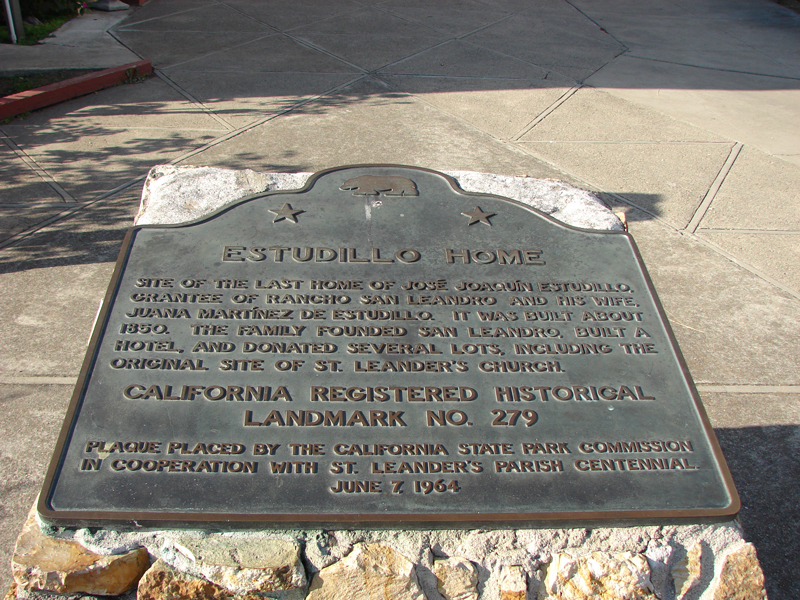 ESTUDILLO HOME
SITE OF THE LAST HOME OF JOSÉ JOAQUÍN ESTUDILLO,
GRANTEE OF RANCHO SAN LEANDRO AND HIS WIFE,
JUANA MARTÍNEZ DE ESTUDILLO. IT WAS BUILT ABOUT
1850. THE FAMILY FOUNDED SAN LEANDRO, BUILT A
HOTEL, AND DONATED SEVERAL LOTS, INCLUDING THE
ORIGINAL SITE OF ST. LEANDER'S CHURCH.
CALIFORNIA REGISTERED HISTORICAL
LANDMARK NO. 279
PLAQUE PLACED BY THE CALIFORNIA STATE PARK COMMISSION
IN COOPERATION WITH ST. LEANDER'S PARISH CENTENNIAL.
JUNE 7, 1964